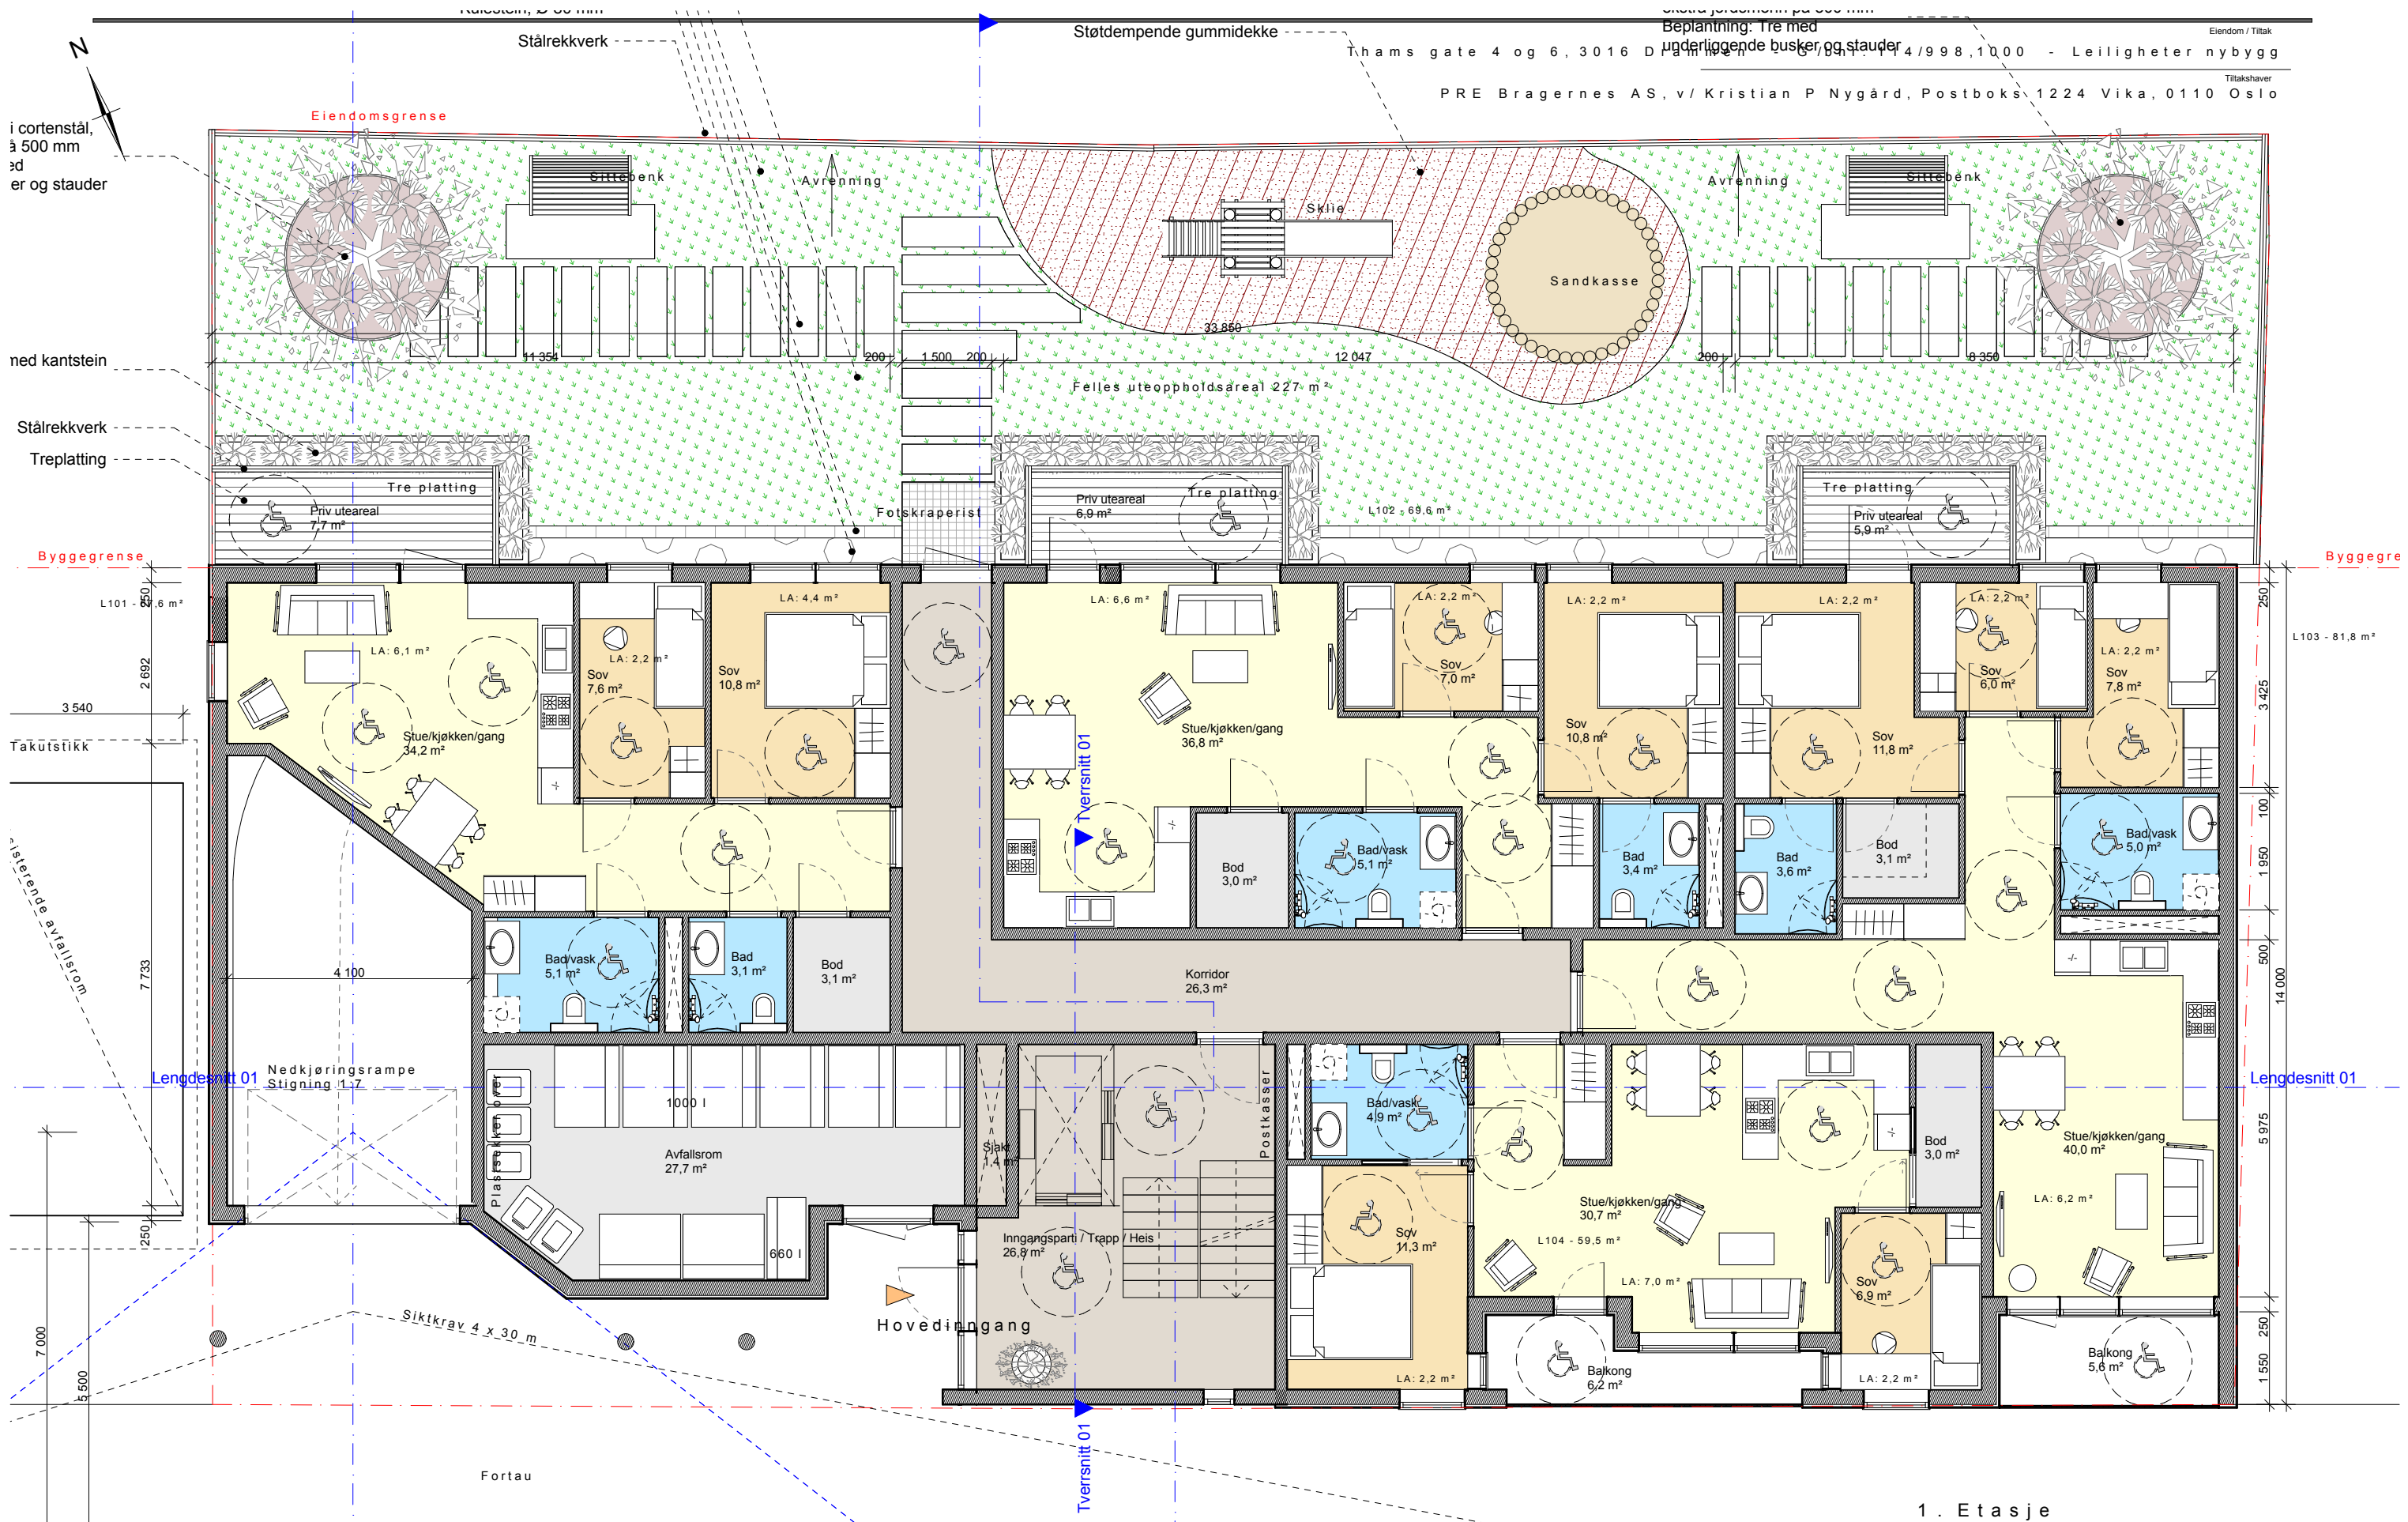 Stålrekkverk
Støtdempende gummidekke
Beplantning: Tre med
underliggende busker og stauder
Eiendom / Tiltak
Thams gate 4 og 6, 3016 Drammen - G/bnr. 114/998,1000 - Leiligheter nybygg
Tiltakshaver
PRE Bragernes AS, v/ Kristian P Nygård, Postboks 1224 Vika, 0110 Oslo
N
Eiendomsgrense
i cortenstål,
å 500 mm
ed
er og stauder
Sittebenk
Avrenning
Sklie
Avrenning
Sittebenk
Sandkasse
33 850
11 354
200
1 500
200
12 047
200
8 350
ned kantstein
Felles uteoppholdsareal 227 m²
Stålrekkverk
Treplatting
Tre platting
Priv uteareal
7,7 m²
Fotskraperist
Priv uteareal
6,9 m²
Tre platting
L102 - 69,6 m²
Tre platting
Priv uteareal
5,9 m²
Byggegrense
Byggegre
250
L101 - 67,6 m²
LA: 6,1 m²
LA: 2,2 m²
Sov
7,6 m²
LA: 4,4 m²
Sov
10,8 m²
LA: 6,6 m²
LA: 2,2 m²
Sov
7,0 m²
LA: 2,2 m²
Sov
10,8 m²
LA: 2,2 m²
Sov
11,8 m²
LA: 2,2 m²
Sov
6,0 m²
LA: 2,2 m²
Sov
7,8 m²
250
L103 - 81,8 m²
2 692
3 425
3 540
Takutstikk
Stue/kjøkken/gang
34,2 m²
Stue/kjøkken/gang
36,8 m²
Tverrsnitt 01
100
1 950
500
14 000
Bod
3,0 m²
Bad/vask
5,1 m²
Bad
3,4 m²
Bad
3,6 m²
Bod
3,1 m²
Bad/vask
5,0 m²
7 733
4 100
Bad/vask
5,1 m²
Bad
3,1 m²
Bod
3,1 m²
Korridor
26,3 m²
Nedkjøringsrampe
Stigning 1:7
Lengdesnitt 01
Lengdesnitt 01
Plastsekker over
1000 l
Avfallsrom
27,7 m²
660 l
Sjakt
1,4 m²
Postkasser
Inngangsparti / Trapp / Heis
26,8 m²
Bad/vask
4,9 m²
Sov
11,3 m²
LA: 2,2 m²
Stue/kjøkken/gang
30,7 m²
L104 - 59,5 m²
LA: 7,0 m²
Bod
3,0 m²
Sov
6,9 m²
LA: 2,2 m²
Stue/kjøkken/gang
40,0 m²
LA: 6,2 m²
5 975
250
1 550
250
7 000
5 500
Siktkrav 4 x 30 m
Hovedinngang
Balkong
6,2 m²
Balkong
5,6 m²
Tverrsnitt 01
Fortau
1. Etasje